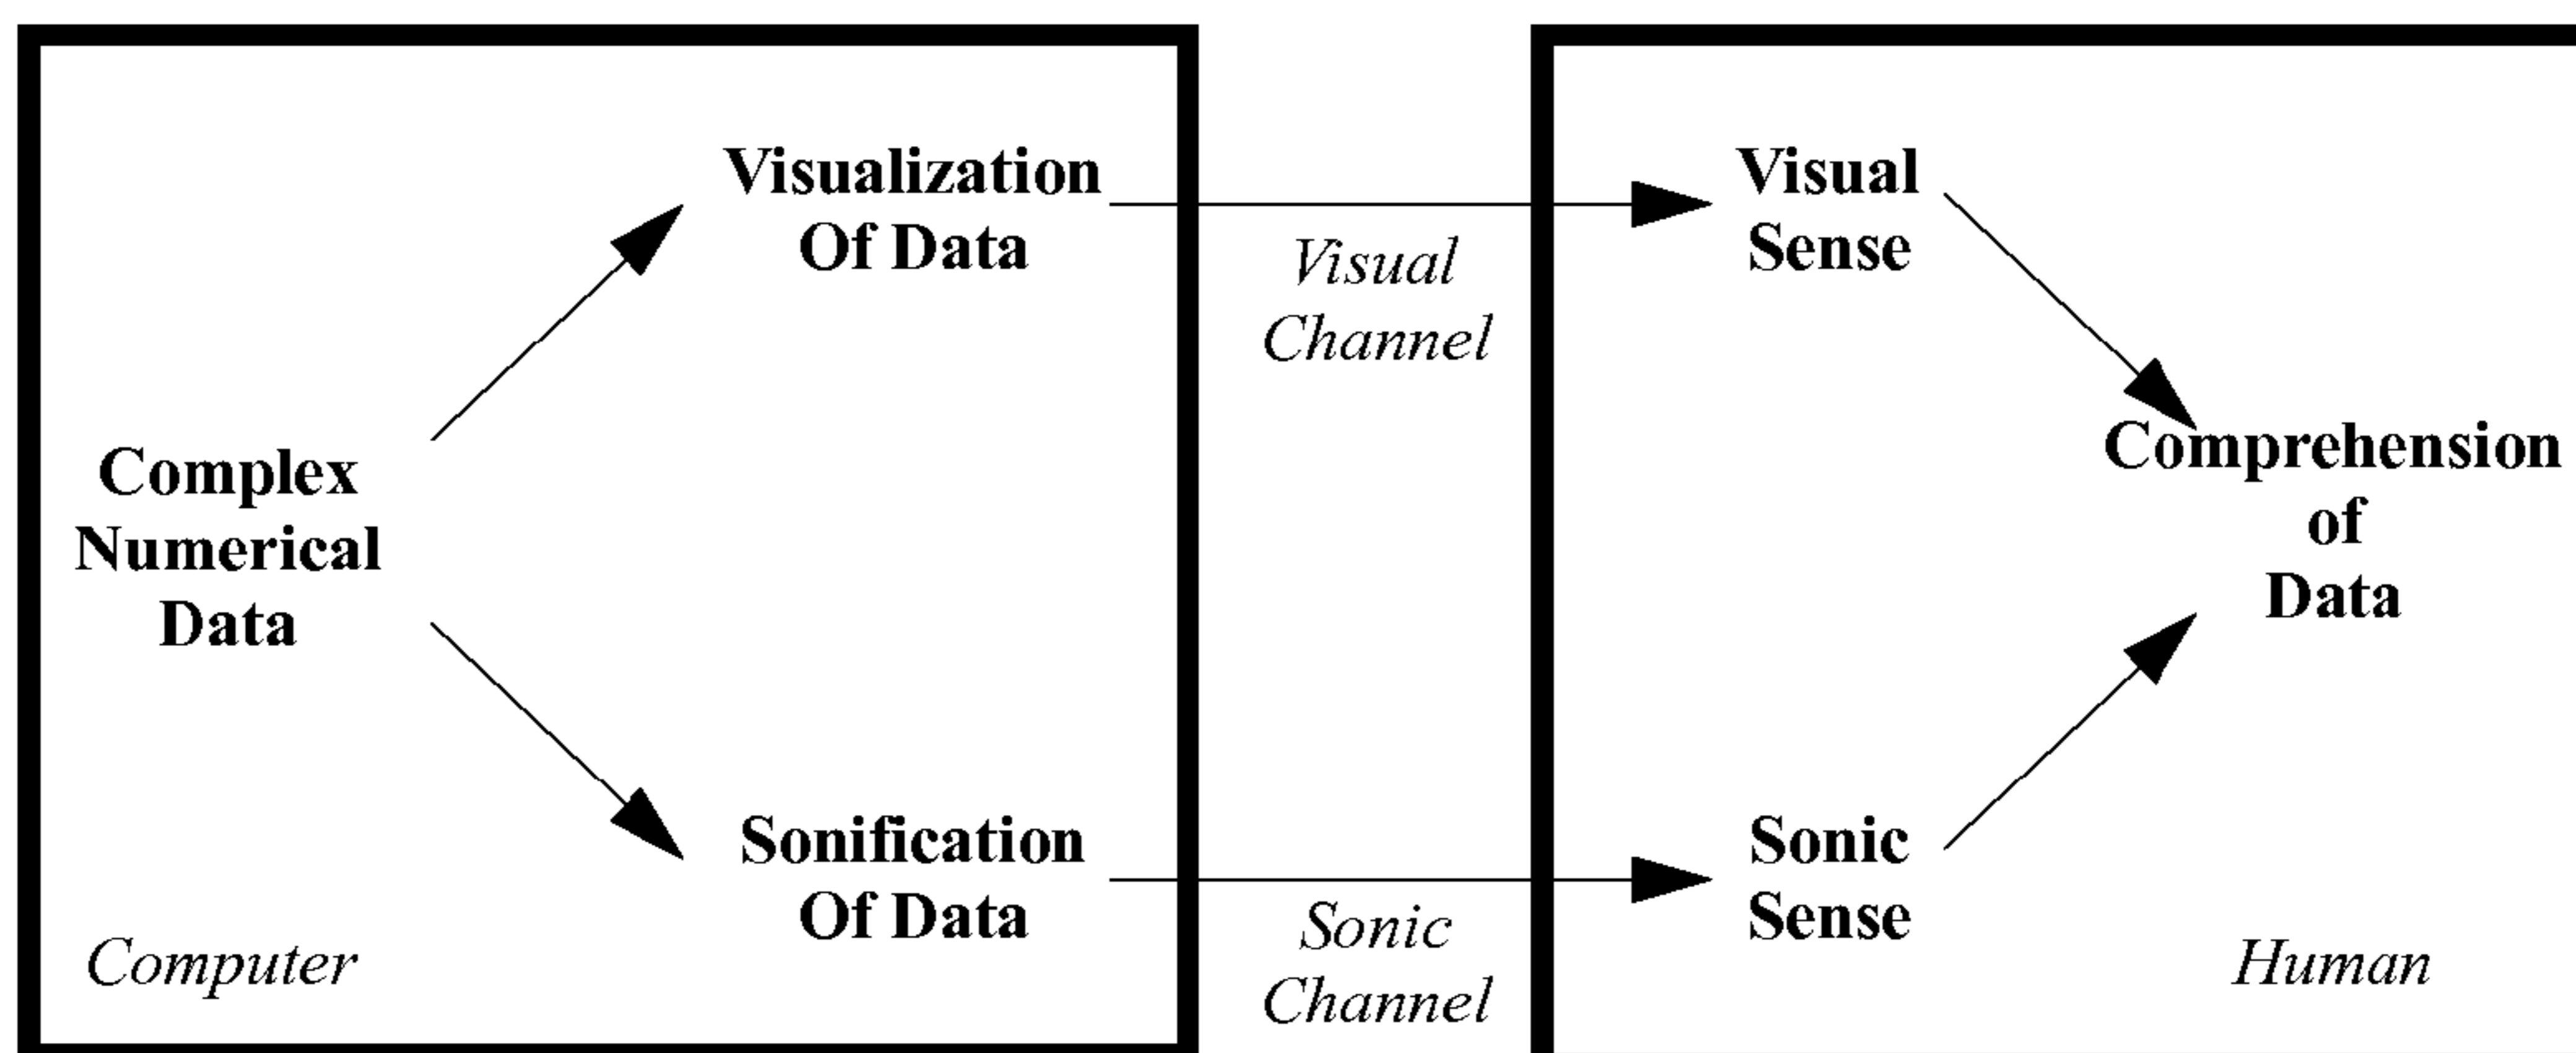 Visualization
Of Data
Visual
Sense
Visual
Channel
Complex
Numerical
Data
Comprehension
of
Data
Sonification
Of Data
Sonic
Sense
Sonic
Channel
Computer
Human